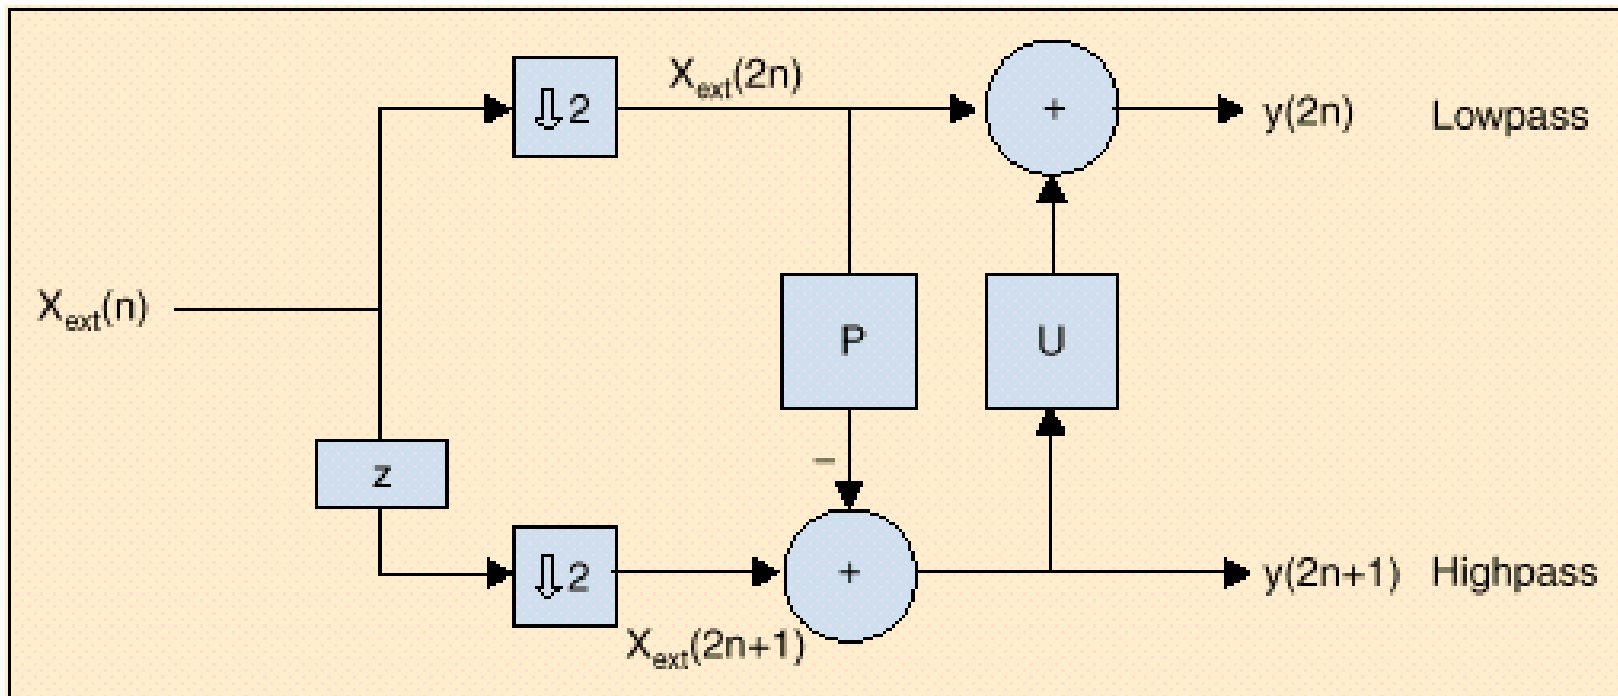 X_ext(2n)
⇩2
+
y(2n) Lowpass
X_ext(n)
P
U
–
z
⇩2
+
y(2n+1) Highpass
X_ext(2n+1)